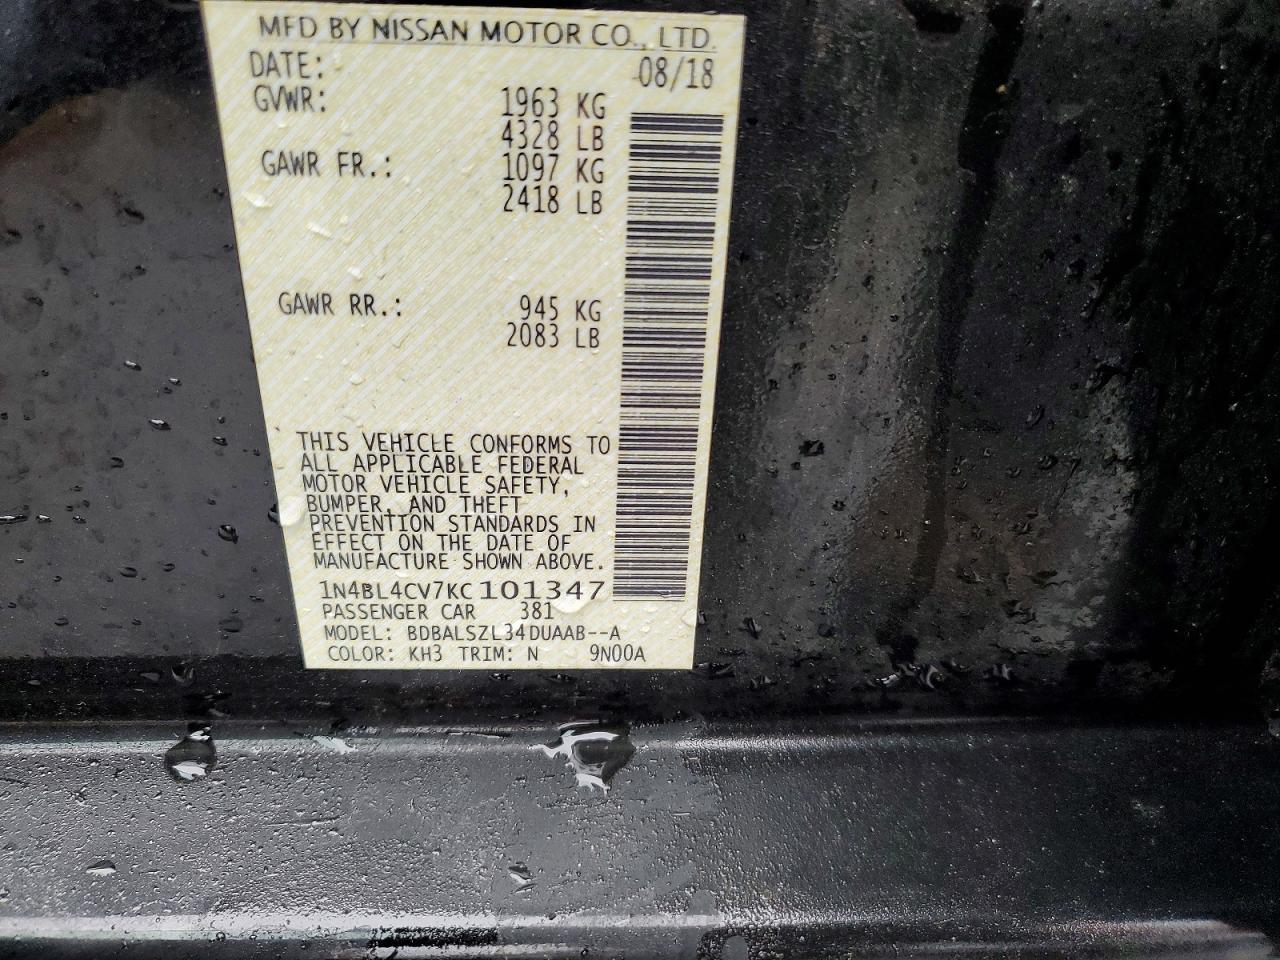 MFD BY NISSAN MOTOR CO., LTD.
DATE: 08/18
GVWR: 1963 KG
4328 LB
GAWR FR.: 1097 KG
2418 LB
GAWR RR.: 945 KG
2083 LB
THIS VEHICLE CONFORMS TO
ALL APPLICABLE FEDERAL
MOTOR VEHICLE SAFETY,
BUMPER, AND THEFT
PREVENTION STANDARDS IN
EFFECT ON THE DATE OF
MANUFACTURE SHOWN ABOVE.
1N4BL4CV7KC101347
PASSENGER CAR 381
MODEL: BDBALSZL34DUAAB--A
COLOR: KH3 TRIM: N 9N00A